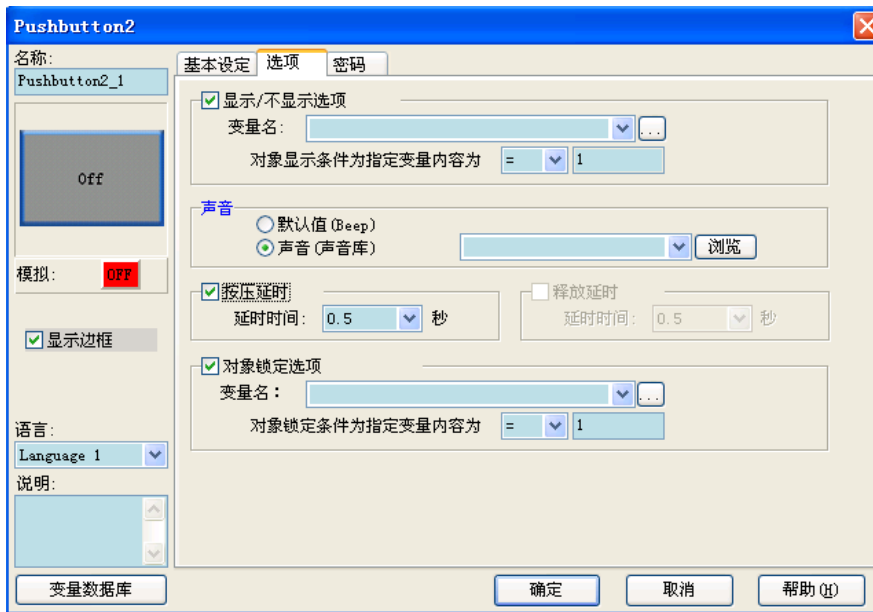 Pushbutton2
名称:
Pushbutton2_1
Off
模拟: OFF
显示边框
语言:
Language 1
说明:
变量数据库
基本设定 选项 密码
显示/不显示选项
变量名: ...
对象显示条件为指定变量内容为 = 1
声音
默认值(Beep)
声音(声音库) 浏览
按压延时
延时时间: 0.5 秒
释放延时
延时时间: 0.5 秒
对象锁定选项
变量名： ...
对象锁定条件为指定变量内容为 = 1
确定 取消 帮助(H)